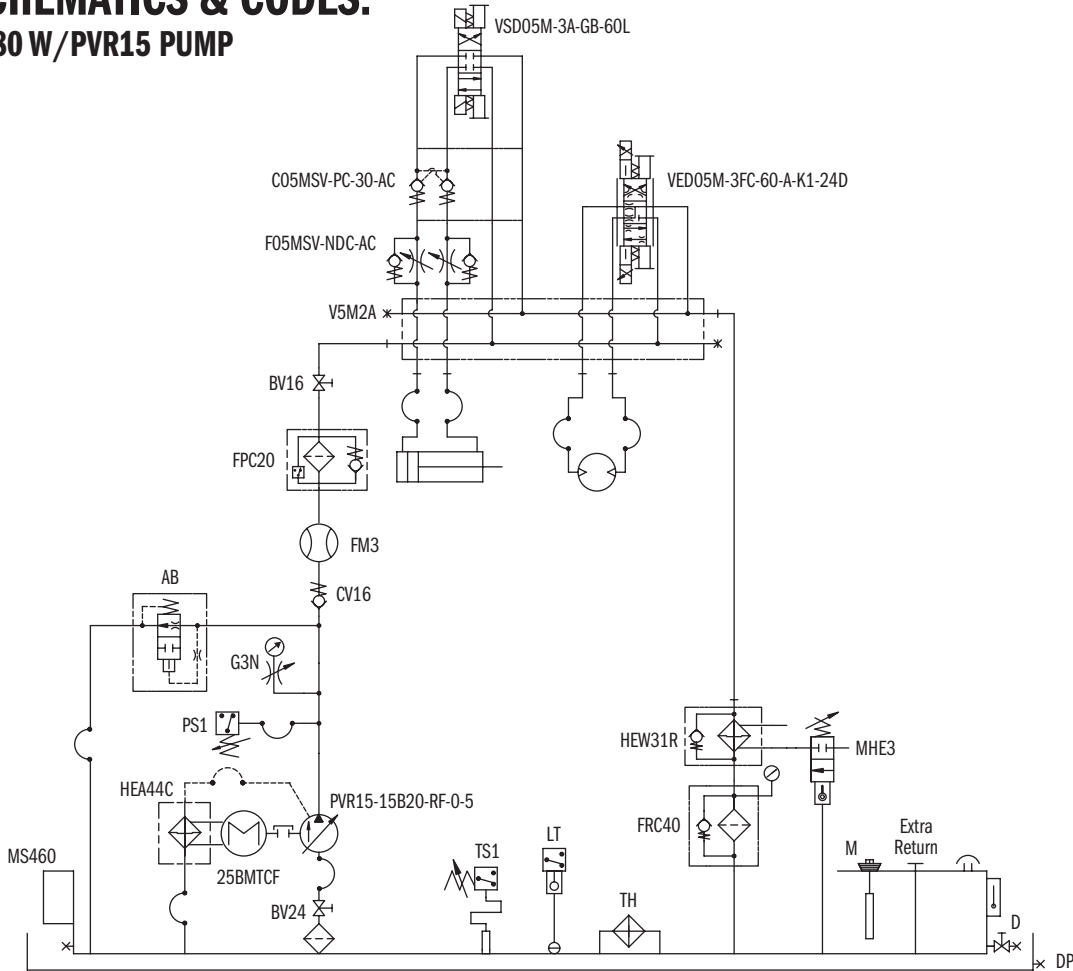 CHEMATICS & CODES:
30 W/PVR15 PUMP
VSD05M-3A-GB-60L
C05MSV-PC-30-AC
VED05M-3FC-60-A-K1-24D
F05MSV-NDC-AC
V5M2A
BV16
FPC20
FM3
AB
CV16
G3N
PS1
HEW31R
MHE3
HEA44C
PVR15-15B20-RF-0-5
FRC40
MS460
M
25BMTCF
TS1
LT
TH
M
Extra
Return
BV24
D
DP